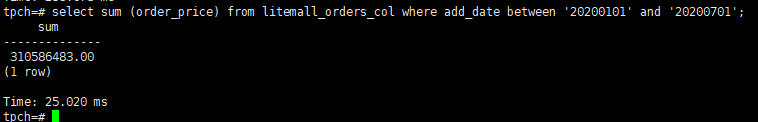 tpch=# select sum (order_price) from litemall_orders_col where add_date between '20200101' and '20200701';
     sum
--------------
 310586483.00
(1 row)

Time: 25.020 ms
tpch=#